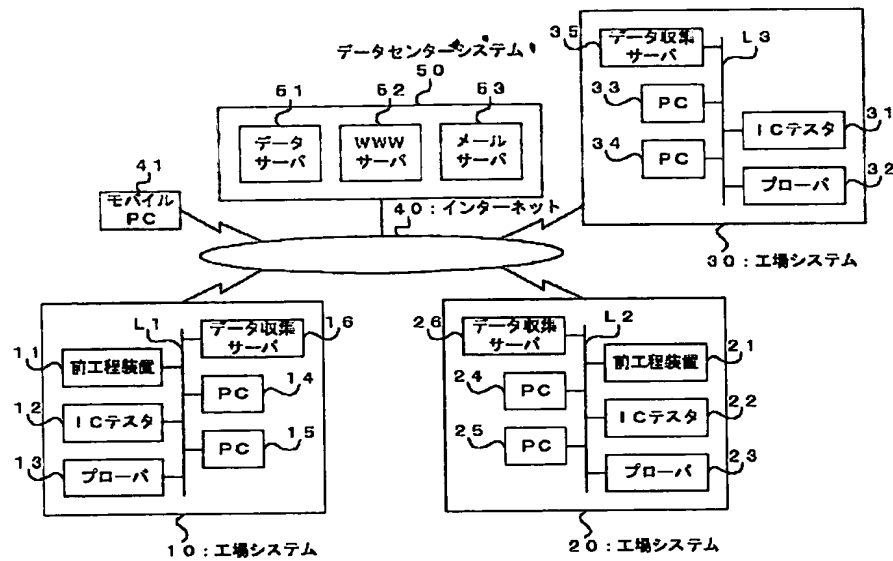 データセンターシステム
50
51
52
53
データ
サーバ
WWW
サーバ
メール
サーバ
41
モバイル
PC
40:インターネット
35
データ収集
サーバ
L3
33
PC
34
PC
31
ICテスタ
32
プローバ
30:工場システム
L1
16
データ収集
サーバ
11
前工程装置
12
ICテスタ
13
プローバ
14
PC
15
PC
10:工場システム
26
データ収集
サーバ
L2
24
PC
25
PC
21
前工程装置
22
ICテスタ
23
プローバ
20:工場システム